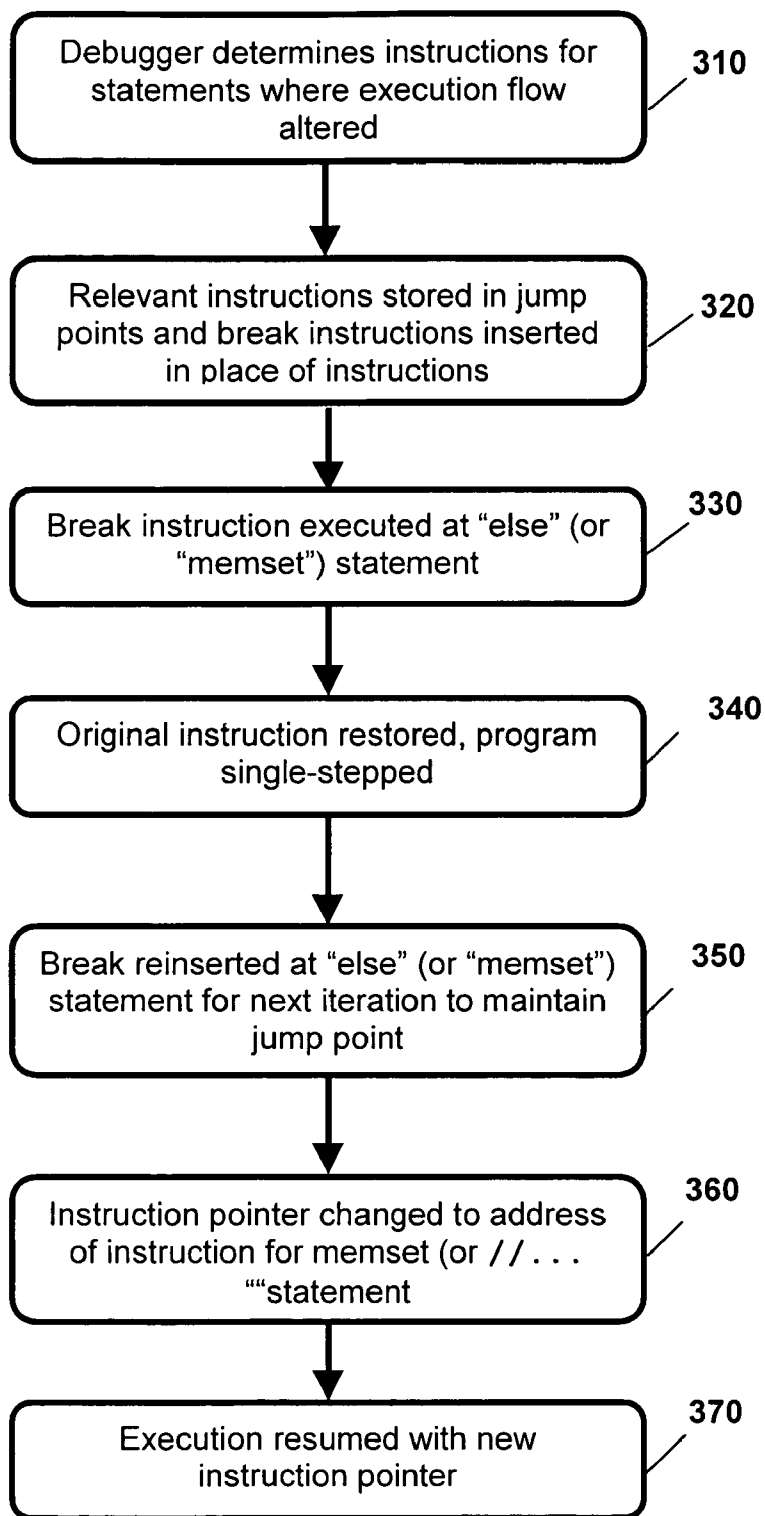 Debugger determines instructions for
statements where execution flow
altered
310
Relevant instructions stored in jump
points and break instructions inserted
in place of instructions
320
Break instruction executed at “else” (or
“memset”) statement
330
Original instruction restored, program
single-stepped
340
Break reinserted at “else” (or “memset”)
statement for next iteration to maintain
jump point
350
Instruction pointer changed to address
of instruction for memset (or //...
““statement
360
Execution resumed with new
instruction pointer
370